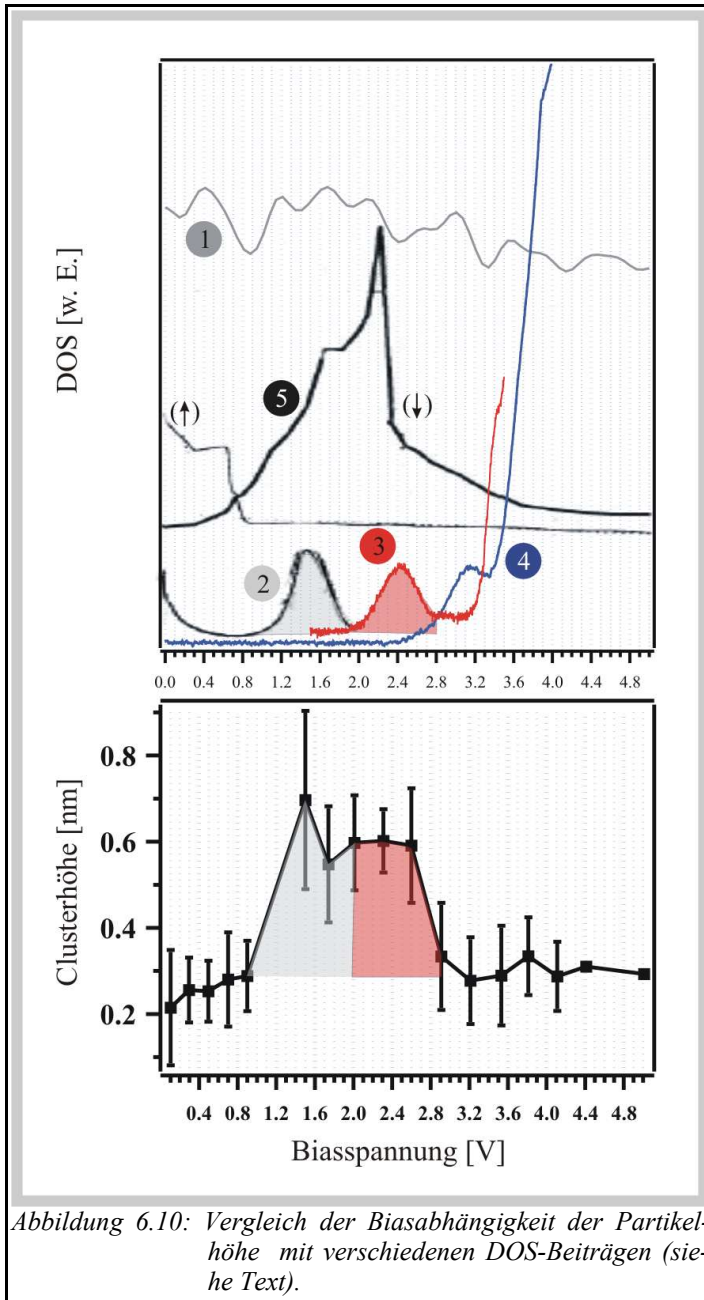 DOS [w. E.]
1
(↑)
5
(↓)
2
3
4
0.0 0.4 0.8 1.2 1.6 2.0 2.4 2.8 3.2 3.6 4.0 4.4 4.8
Clusterhöhe [nm]
0.8
0.6
0.4
0.2
0.4 0.8 1.2 1.6 2.0 2.4 2.8 3.2 3.6 4.0 4.4 4.8
Biasspannung [V]
Abbildung 6.10: Vergleich der Biasabhängigkeit der Partikel-
höhe mit verschiedenen DOS-Beiträgen (sie-
he Text).